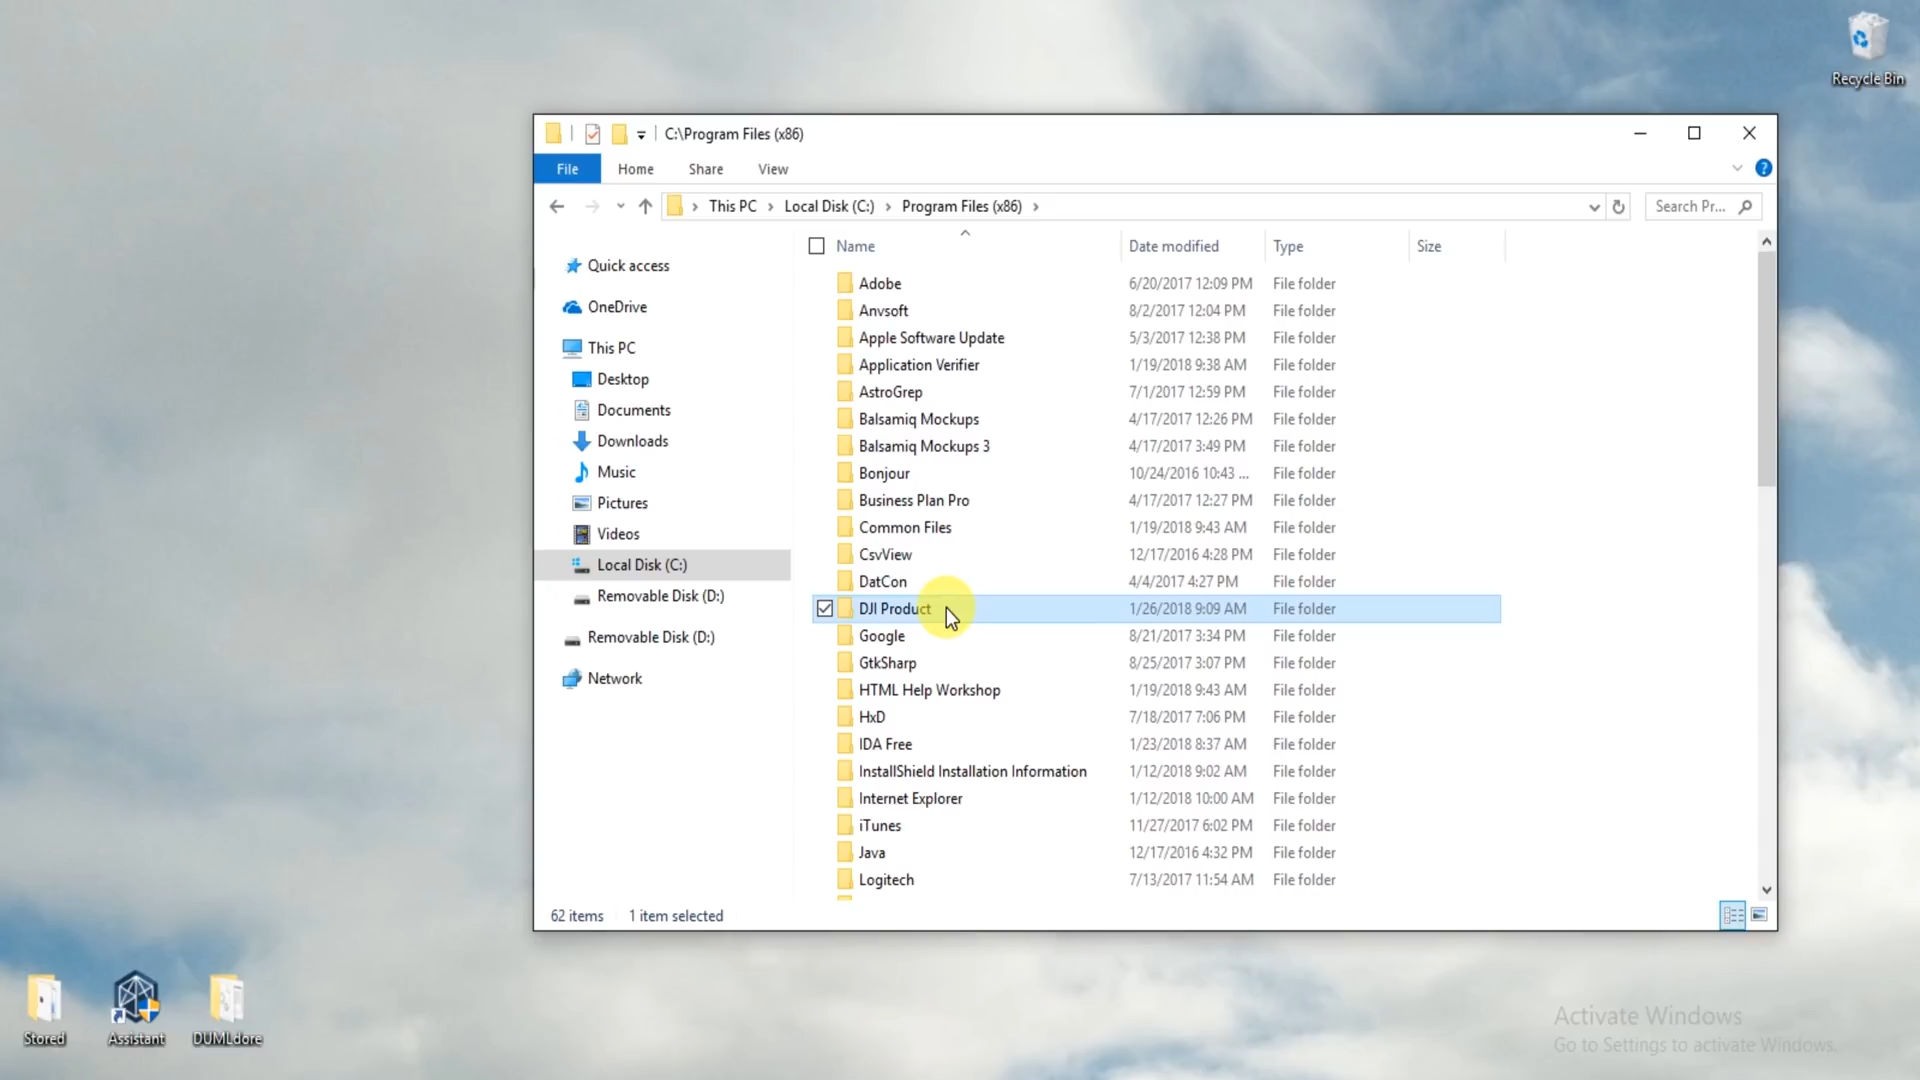 Recycle Bin
C:\Program Files (x86)
File Home Share View
This PC Local Disk (C:) Program Files (x86)
Search Pr...
Quick access
OneDrive
This PC
Desktop
Documents
Downloads
Music
Pictures
Videos
Local Disk (C:)
Removable Disk (D:)
Removable Disk (D:)
Network
Name Date modified Type Size
Adobe 6/20/2017 12:09 PM File folder
Anvsoft 8/2/2017 12:04 PM File folder
Apple Software Update 5/3/2017 12:38 PM File folder
Application Verifier 1/19/2018 9:38 AM File folder
AstroGrep 7/1/2017 12:59 PM File folder
Balsamiq Mockups 4/17/2017 12:26 PM File folder
Balsamiq Mockups 3 4/17/2017 3:49 PM File folder
Bonjour 10/24/2016 10:43 ... File folder
Business Plan Pro 4/17/2017 12:27 PM File folder
Common Files 1/19/2018 9:43 AM File folder
CsvView 12/17/2016 4:28 PM File folder
DatCon 4/4/2017 4:27 PM File folder
DJI Product 1/26/2018 9:09 AM File folder
Google 8/21/2017 3:34 PM File folder
GtkSharp 8/25/2017 3:07 PM File folder
HTML Help Workshop 1/19/2018 9:43 AM File folder
HxD 7/18/2017 7:06 PM File folder
IDA Free 1/23/2018 8:37 AM File folder
InstallShield Installation Information 1/12/2018 9:02 AM File folder
Internet Explorer 1/12/2018 10:00 AM File folder
iTunes 11/27/2017 6:02 PM File folder
Java 12/17/2016 4:32 PM File folder
Logitech 7/13/2017 11:54 AM File folder
62 items 1 item selected
Stored
Assistant
DUMLdore
Activate Windows
Go to Settings to activate Windows.